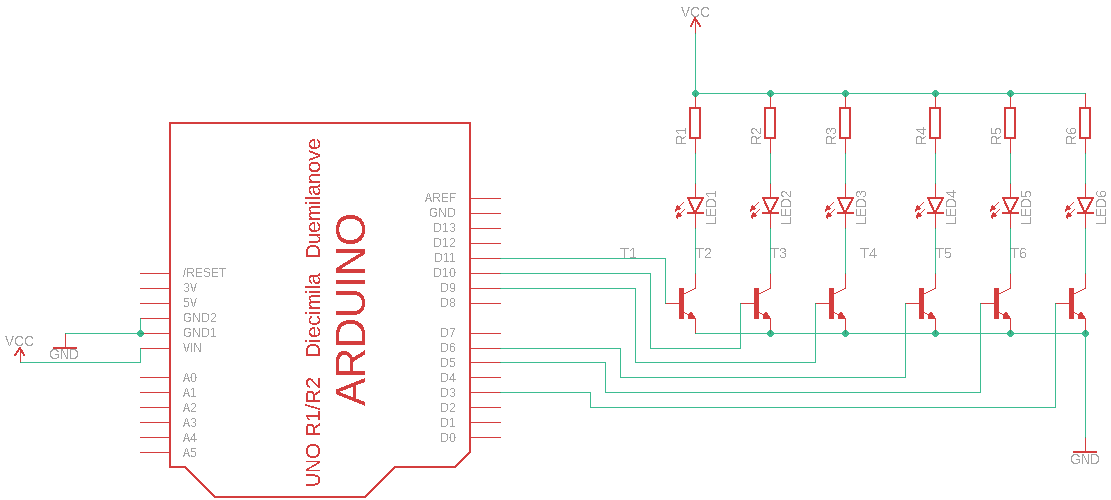 VCC
R1 R2 R3 R4 R5 R6
LED1 LED2 LED3 LED4 LED5 LED6
T1 T2 T3 T4 T5 T6
GND
UNO R1/R2 Diecimila Duemilanove
ARDUINO
/RESET
3V
5V
GND2
GND1
VIN
A0
A1
A2
A3
A4
A5
AREF
GND
D13
D12
D11
D10
D9
D8
D7
D6
D5
D4
D3
D2
D1
D0
VCC
GND